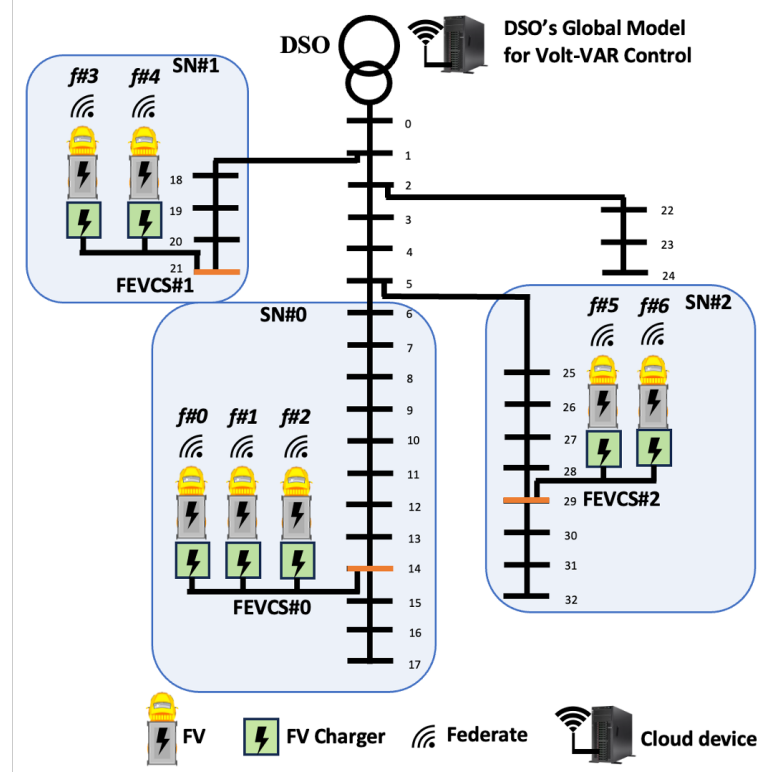 DSO
DSO's Global Model
for Volt-VAR Control
SN#1
f#3 f#4
0
1
2
3
4
5
6
7
8
9
10
11
12
13
14
15
16
17
18
19
20
21
FEVCS#1
22
23
24
SN#2
f#5 f#6
25
26
27
28
29
FEVCS#2
30
31
32
SN#0
f#0 f#1 f#2
FEVCS#0
FV
FV Charger
Federate
Cloud device